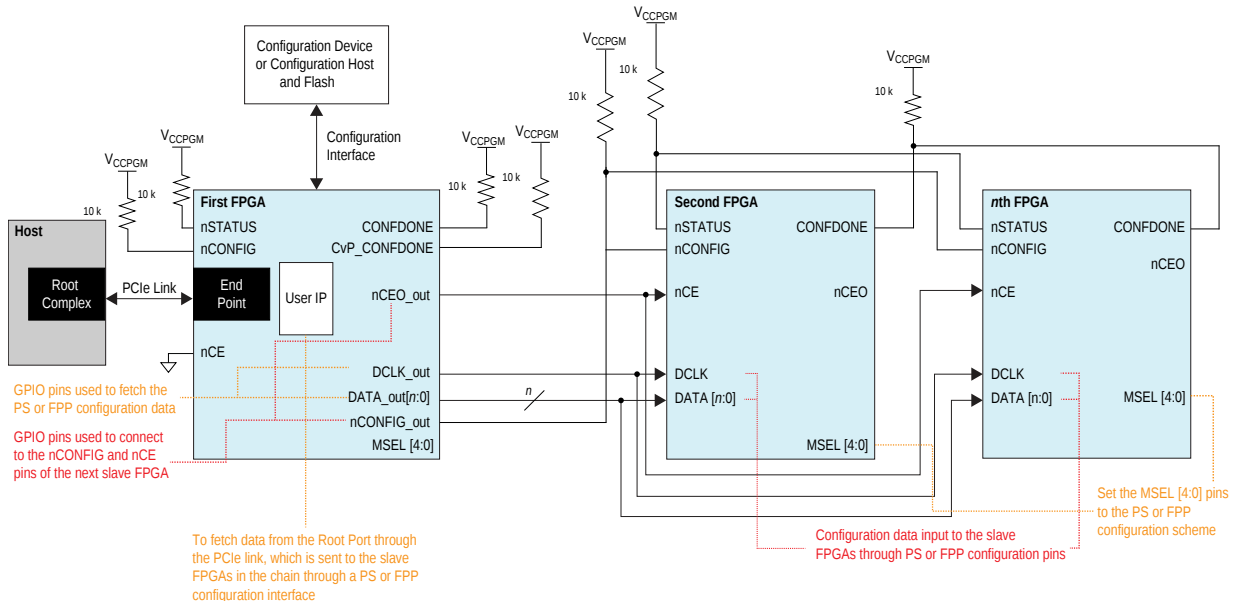 Configuration Device
or Configuration Host
and Flash
Configuration
Interface
VCCPGM
10 k
VCCPGM
10 k
VCCPGM
10 k
VCCPGM
10 k
VCCPGM
10 k
VCCPGM
10 k
VCCPGM
10 k
Host
Root
Complex
PCIe Link
First FPGA
nSTATUS
nCONFIG
End
Point
User IP
nCE
CONFDONE
CvP_CONFDONE
nCEO_out
DCLK_out
DATA_out[n:0]
nCONFIG_out
MSEL [4:0]
n
Second FPGA
nSTATUS
nCONFIG
nCE
DCLK
DATA [n:0]
CONFDONE
nCEO
MSEL [4:0]
nth FPGA
nSTATUS
nCONFIG
nCE
DCLK
DATA [n:0]
CONFDONE
nCEO
MSEL [4:0]
GPIO pins used to fetch the
PS or FPP configuration data
GPIO pins used to connect
to the nCONFIG and nCE
pins of the next slave FPGA
To fetch data from the Root Port through
the PCIe link, which is sent to the slave
FPGAs in the chain through a PS or FPP
configuration interface
Configuration data input to the slave
FPGAs through PS or FPP configuration pins
Set the MSEL [4:0] pins
to the PS or FPP
configuration scheme